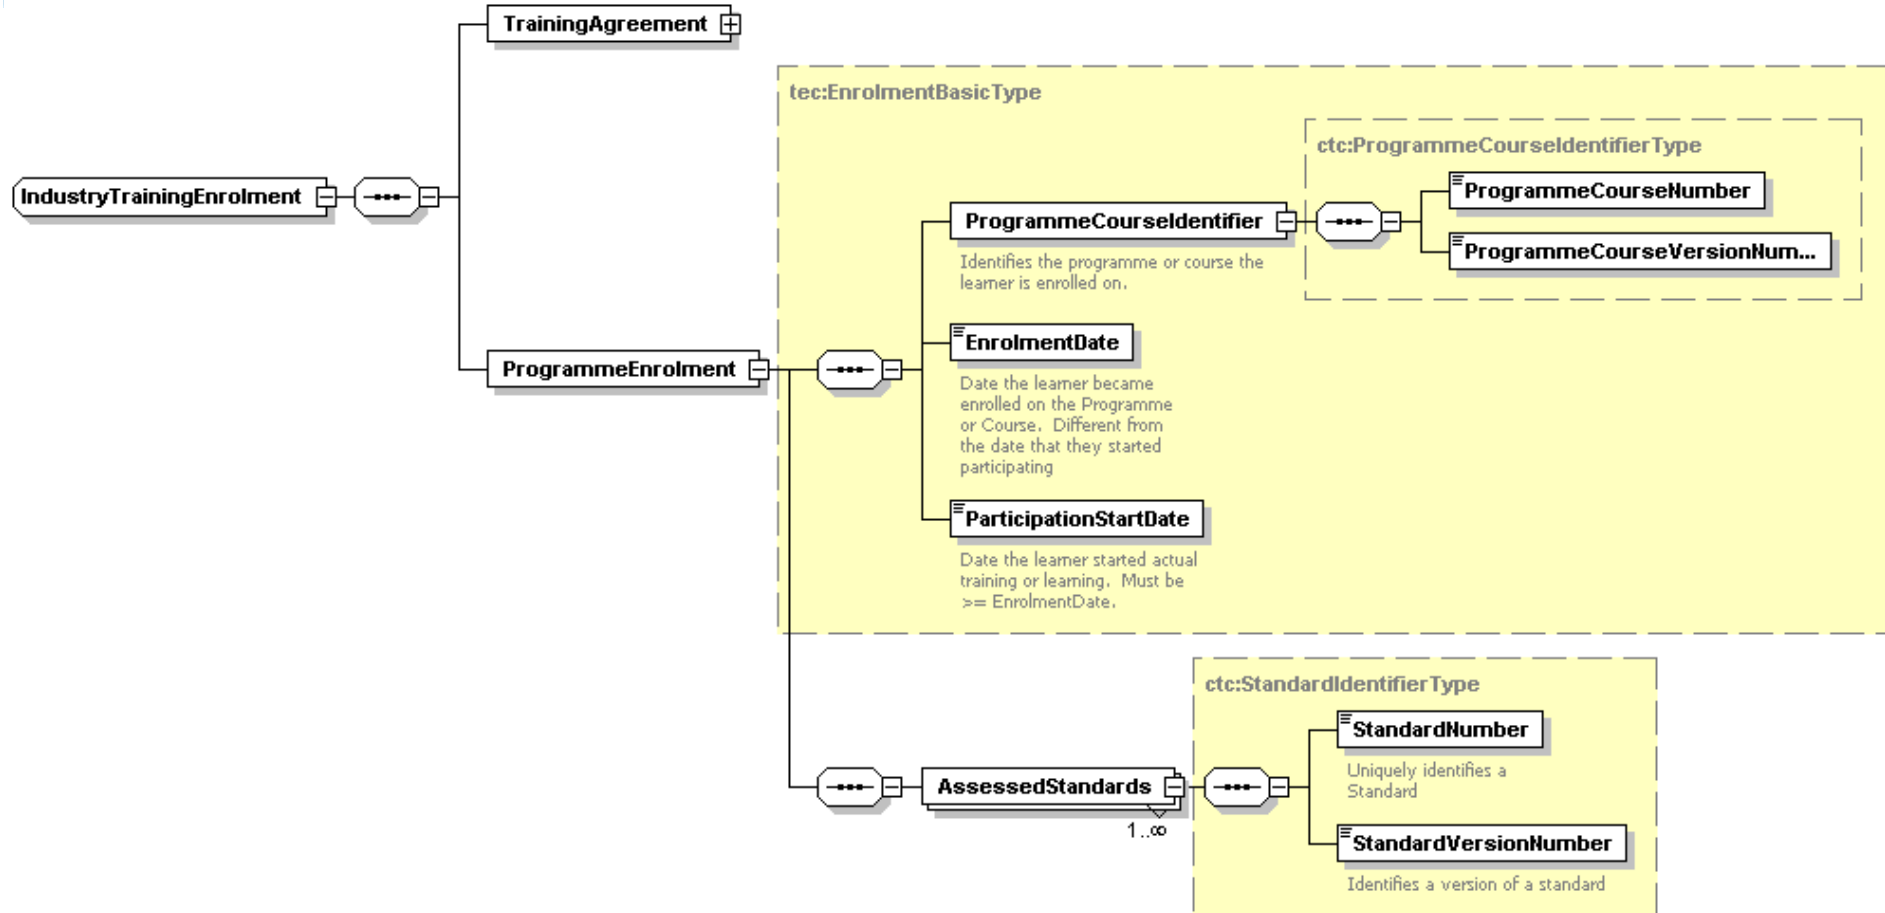 TrainingAgreement
tec:EnrolmentBasicType
ctc:ProgrammeCourseIdentifierType
ProgrammeCourseNumber
IndustryTrainingEnrolment
ProgrammeCourseIdentifier
ProgrammeCourseVersionNum...
Identifies the programme or course the
learner is enrolled on.
EnrolmentDate
ProgrammeEnrolment
Date the learner became
enrolled on the Programme
or Course.  Different from
the date that they started
participating
ParticipationStartDate
Date the learner started actual
training or learning.  Must be
>= EnrolmentDate.
ctc:StandardIdentifierType
StandardNumber
Uniquely identifies a
Standard
AssessedStandards
1..∞
StandardVersionNumber
Identifies a version of a standard